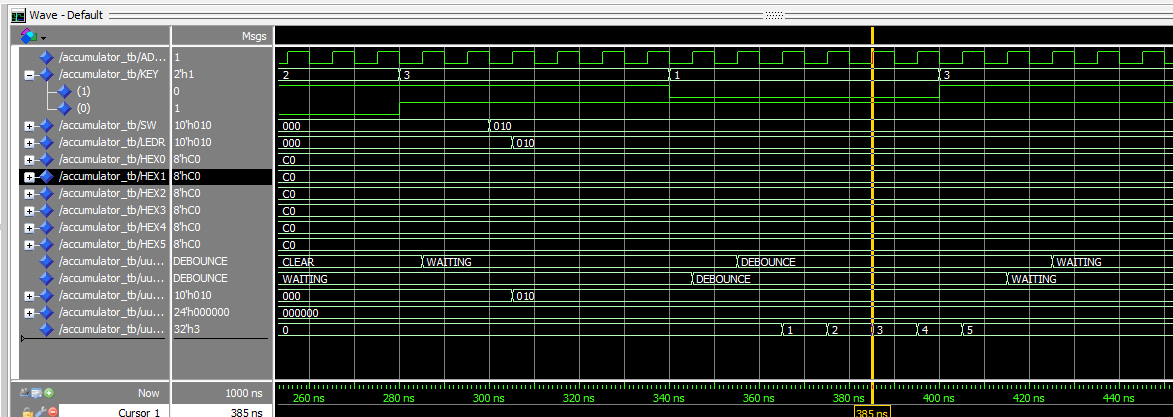 Wave - Default
Msgs
/accumulator_tb/AD... 1
/accumulator_tb/KEY 2'h1 2 3 1 3
(1) 0
(0) 1
/accumulator_tb/SW 10'h010 000 010
/accumulator_tb/LEDR 10'h010 000 010
/accumulator_tb/HEX0 8'hC0 C0
/accumulator_tb/HEX1 8'hC0 C0
/accumulator_tb/HEX2 8'hC0 C0
/accumulator_tb/HEX3 8'hC0 C0
/accumulator_tb/HEX4 8'hC0 C0
/accumulator_tb/HEX5 8'hC0 C0
/accumulator_tb/uu... DEBOUNCE CLEAR WAITING DEBOUNCE WAITING
/accumulator_tb/uu... DEBOUNCE WAITING DEBOUNCE WAITING
/accumulator_tb/uu... 10'h010 000 010
/accumulator_tb/uu... 24'h000000 000000
/accumulator_tb/uu... 32'h3 0 1 2 3 4 5
Now 1000 ns 260 ns 280 ns 300 ns 320 ns 340 ns 360 ns 380 ns 400 ns 420 ns 440 ns
Cursor 1 385 ns 385 ns